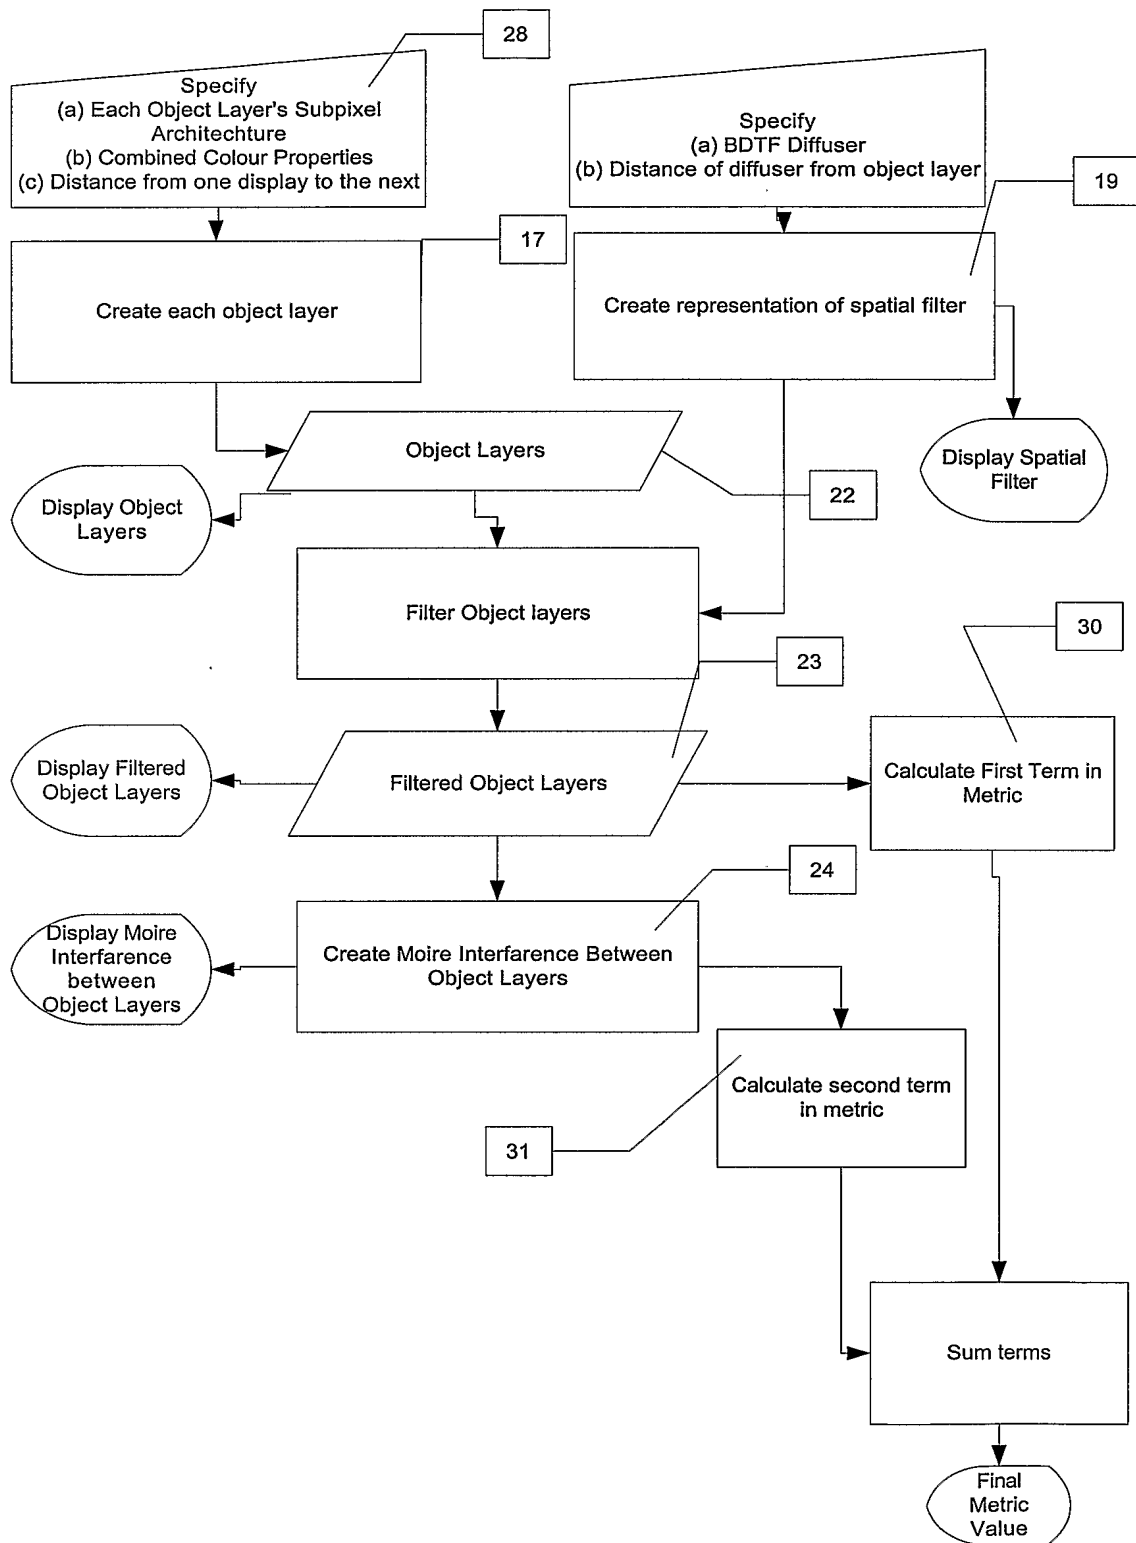 28
Specify
(a) Each Object Layer's Subpixel
Architechture
(b) Combined Colour Properties
(c) Distance from one display to the next
Specify
(a) BDTF Diffuser
(b) Distance of diffuser from object layer
19
17
Create each object layer
Create representation of spatial filter
Object Layers
Display Spatial
Filter
22
Display Object
Layers
Filter Object layers
30
23
Display Filtered
Object Layers
Filtered Object Layers
Calculate First Term in
Metric
24
Display Moire
Interfarence
between
Object Layers
Create Moire Interfarence Between
Object Layers
Calculate second term
in metric
31
Sum terms
Final
Metric
Value